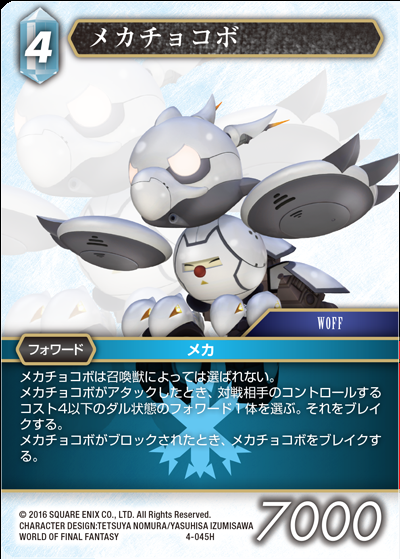 4
メカチョコボ
WOFF
フォワード
メカ
メカチョコボは召喚獣によっては選ばれない。
メカチョコボがアタックしたとき、対戦相手のコントロールする
コスト4以下のダル状態のフォワード1体を選ぶ。それをブレイ
クする。
メカチョコボがブロックされたとき、メカチョコボをブレイクす
る。
© 2016 SQUARE ENIX CO., LTD. All Rights Reserved.
CHARACTER DESIGN:TETSUYA NOMURA/YASUHISA IZUMISAWA
WORLD OF FINAL FANTASY
4-045H
7000